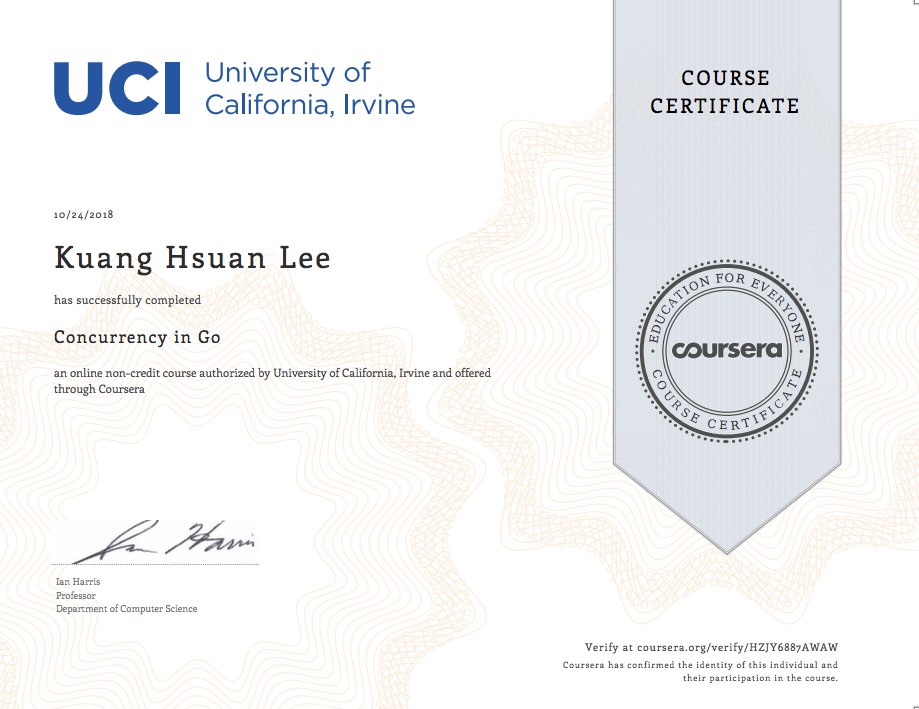 UCI
University of
California, Irvine
COURSE
CERTIFICATE
10/24/2018
Kuang Hsuan Lee
has successfully completed
Concurrency in Go
an online non-credit course authorized by University of California, Irvine and offered
through Coursera
EDUCATION FOR EVERYONE
coursera
COURSE CERTIFICATE
Ian Harris
Ian Harris
Professor
Department of Computer Science
Verify at coursera.org/verify/HZJY6887AWAW
Coursera has confirmed the identity of this individual and
their participation in the course.